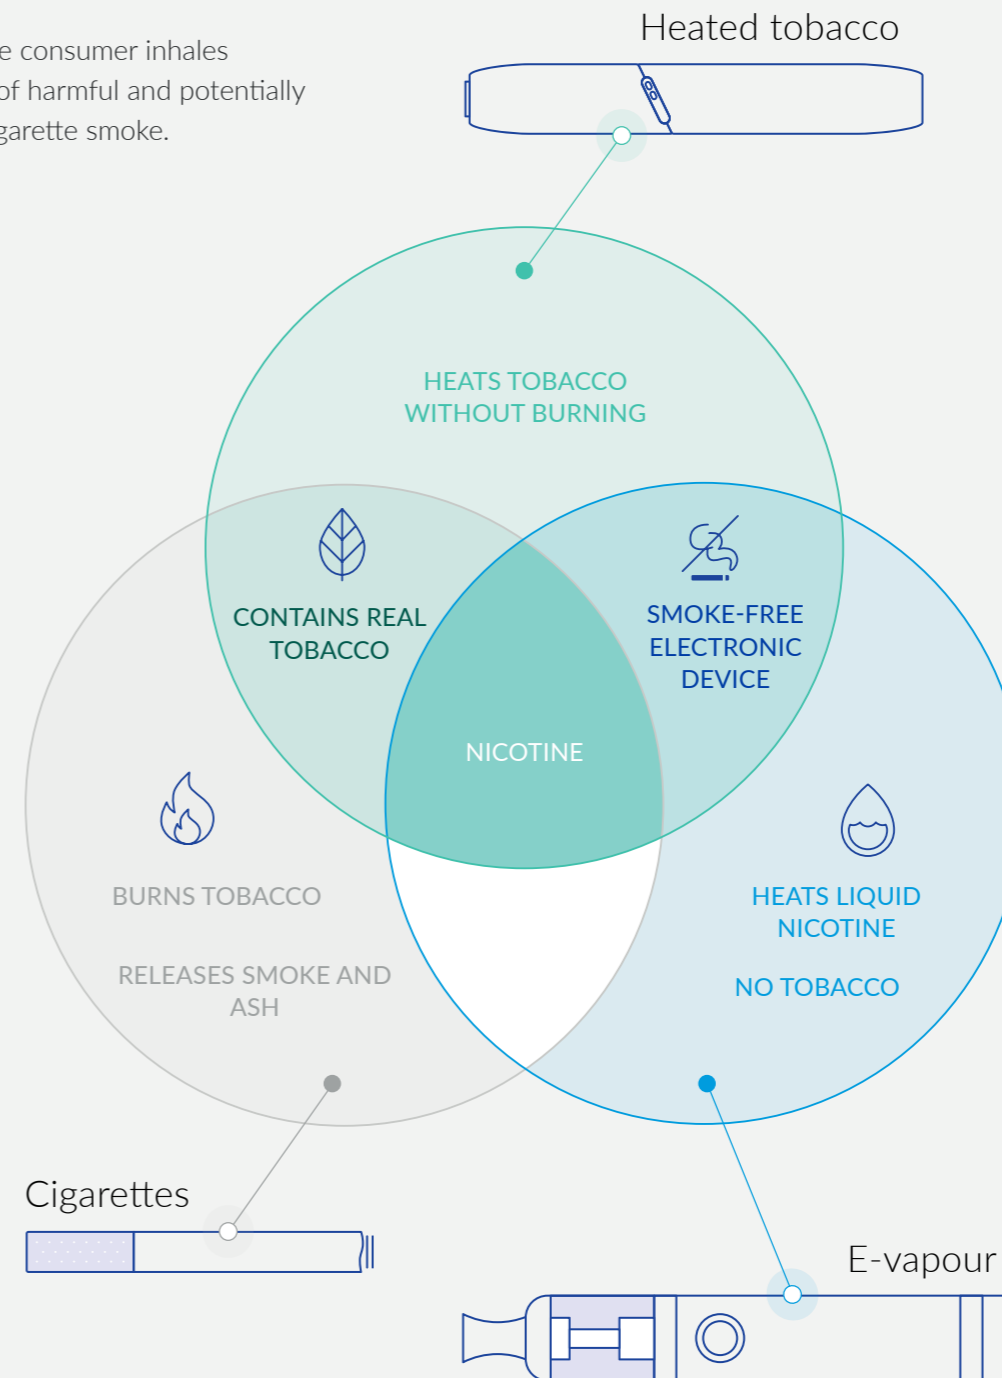 e consumer inhales
of harmful and potentially
garette smoke.
Heated tobacco
HEATS TOBACCO
WITHOUT BURNING
CONTAINS REAL
TOBACCO
SMOKE-FREE
ELECTRONIC
DEVICE
NICOTINE
BURNS TOBACCO
RELEASES SMOKE AND
ASH
HEATS LIQUID
NICOTINE
NO TOBACCO
Cigarettes
E-vapour